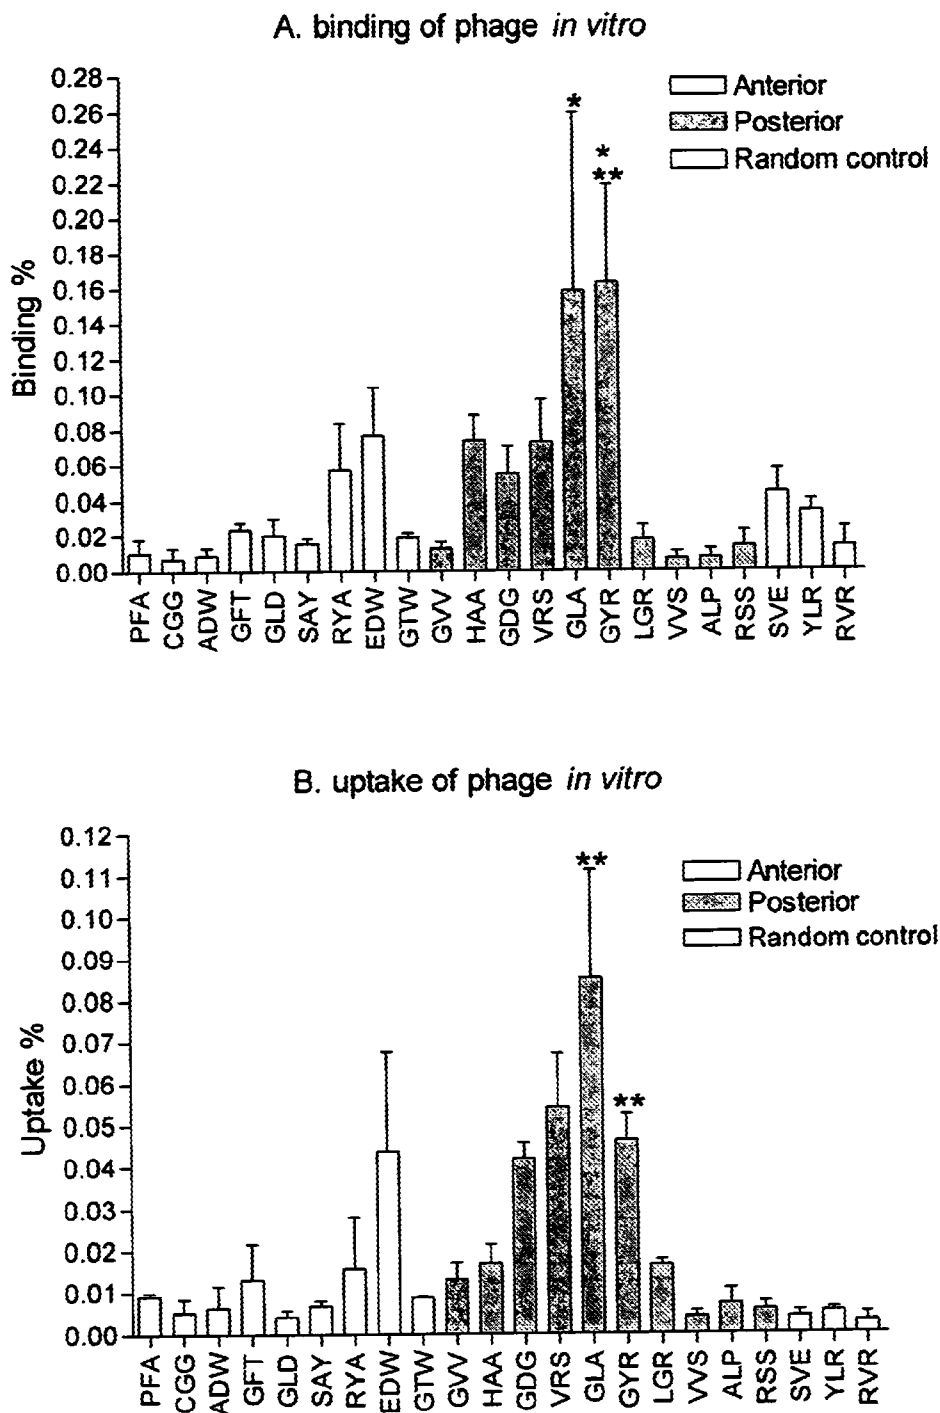 A. binding of phage in vitro
Binding %
0.28
0.26
0.24
0.22
0.20
0.18
0.16
0.14
0.12
0.10
0.08
0.06
0.04
0.02
0.00
*
*
**
Anterior
Posterior
Random control
PFA
CGG
ADW
GFT
GLD
SAY
RYA
EDW
GTW
GVV
HAA
GDG
VRS
GLA
GYR
LGR
VVS
ALP
RSS
SVE
YLR
RVR
B. uptake of phage in vitro
Uptake %
0.12
0.11
0.10
0.09
0.08
0.07
0.06
0.05
0.04
0.03
0.02
0.01
0.00
**
**
Anterior
Posterior
Random control
PFA
CGG
ADW
GFT
GLD
SAY
RYA
EDW
GTW
GVV
HAA
GDG
VRS
GLA
GYR
LGR
VVS
ALP
RSS
SVE
YLR
RVR